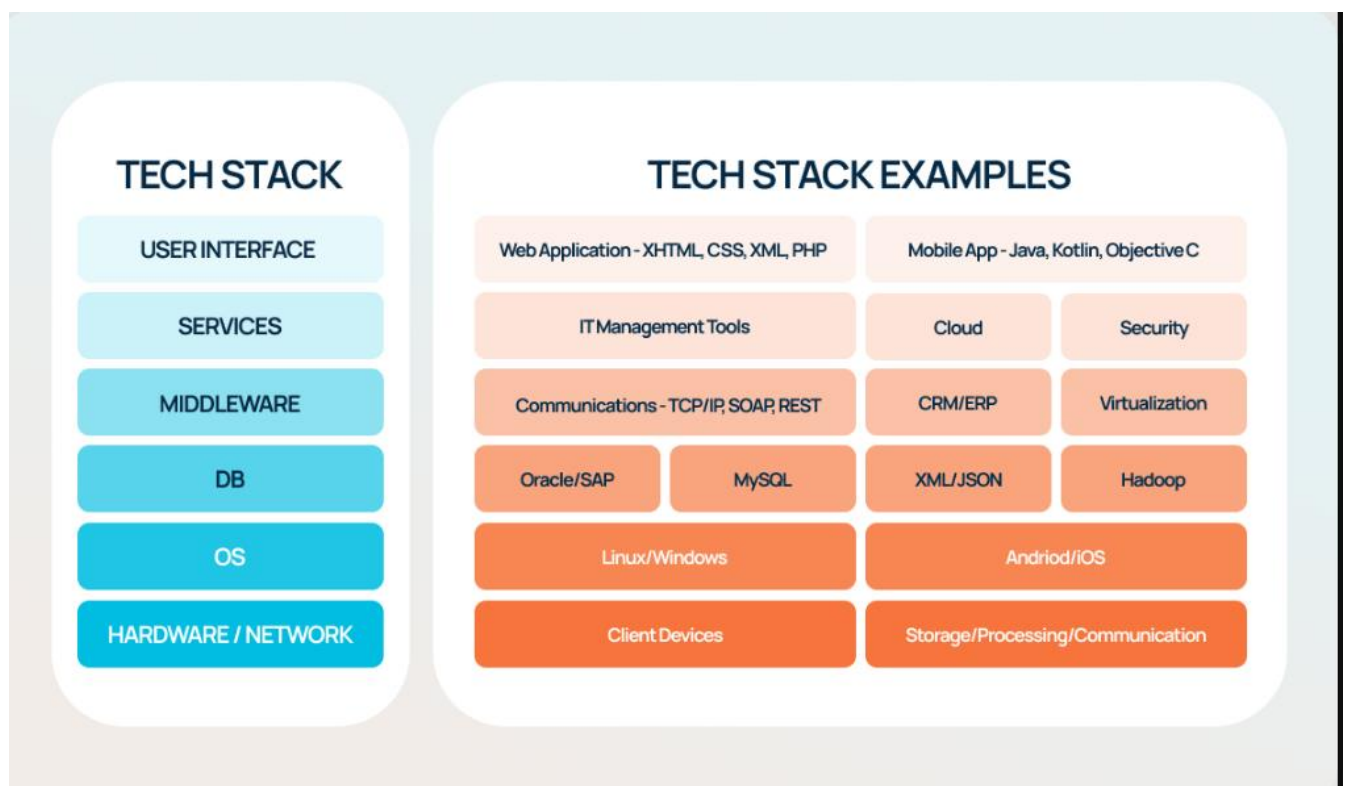 TECH STACK
TECH STACK EXAMPLES
USER INTERFACE
Web Application - XHTML, CSS, XML, PHP
Mobile App - Java, Kotlin, Objective C
SERVICES
IT Management Tools
Cloud
Security
MIDDLEWARE
Communications - TCP/IP, SOAP, REST
CRM/ERP
Virtualization
DB
Oracle/SAP
MySQL
XML/JSON
Hadoop
OS
Linux/Windows
Andriod/iOS
HARDWARE / NETWORK
Client Devices
Storage/Processing/Communication